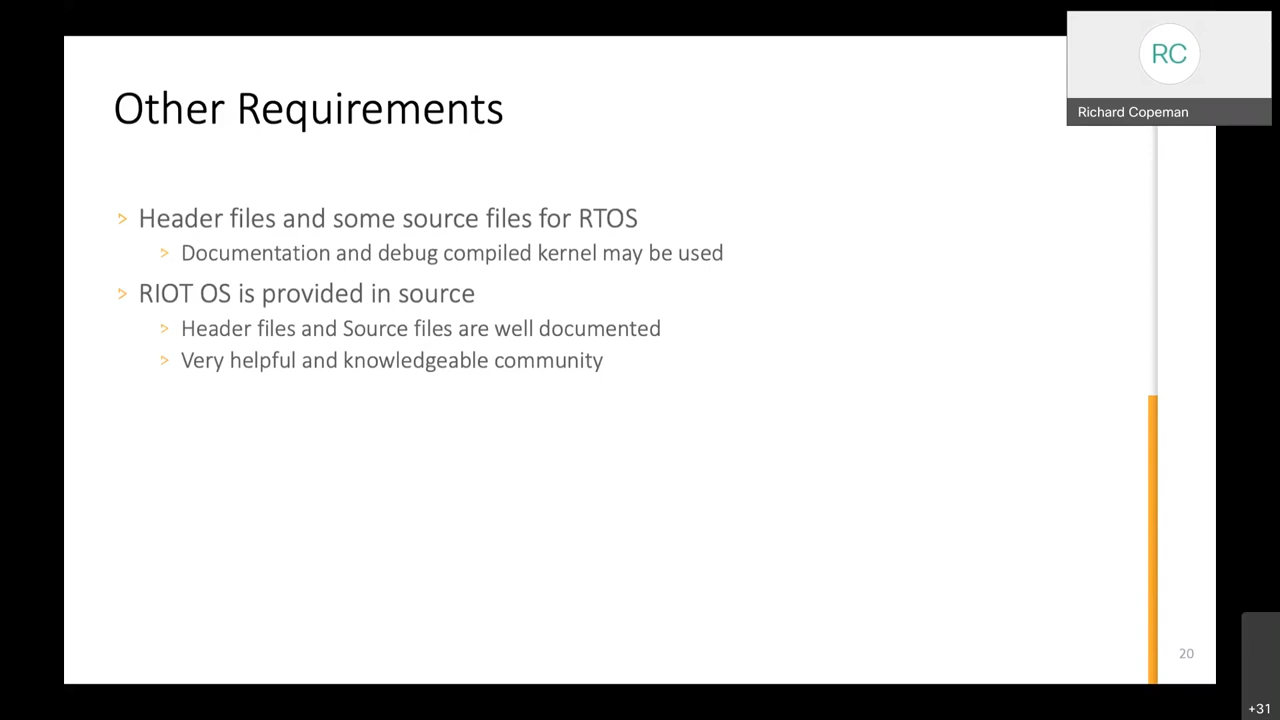 Other Requirements
RC
Richard Copeman
Header files and some source files for RTOS
Documentation and debug compiled kernel may be used
RIOT OS is provided in source
Header files and Source files are well documented
Very helpful and knowledgeable community
20
+31